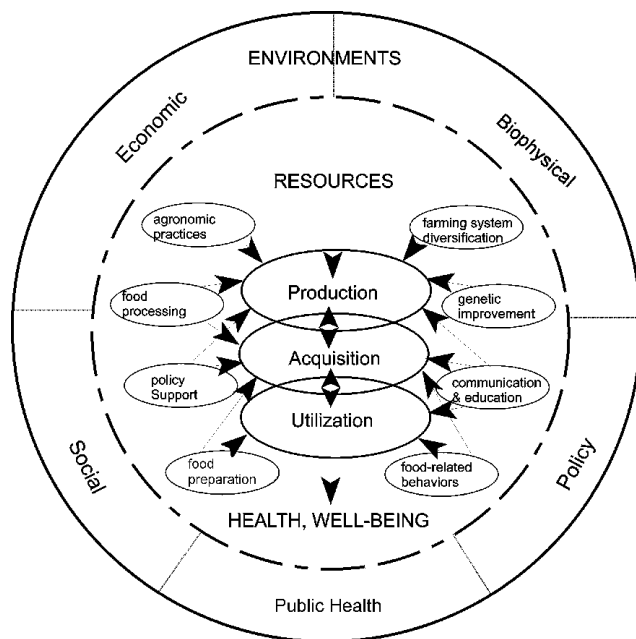 ENVIRONMENTS
Economic
Biophysical
RESOURCES
agronomic
practices
farming system
diversification
food
processing
Production
genetic
improvement
policy
Support
Acquisition
communication
& education
Utilization
food
preparation
food-related
behaviors
Social
Policy
HEALTH, WELL-BEING
Public Health